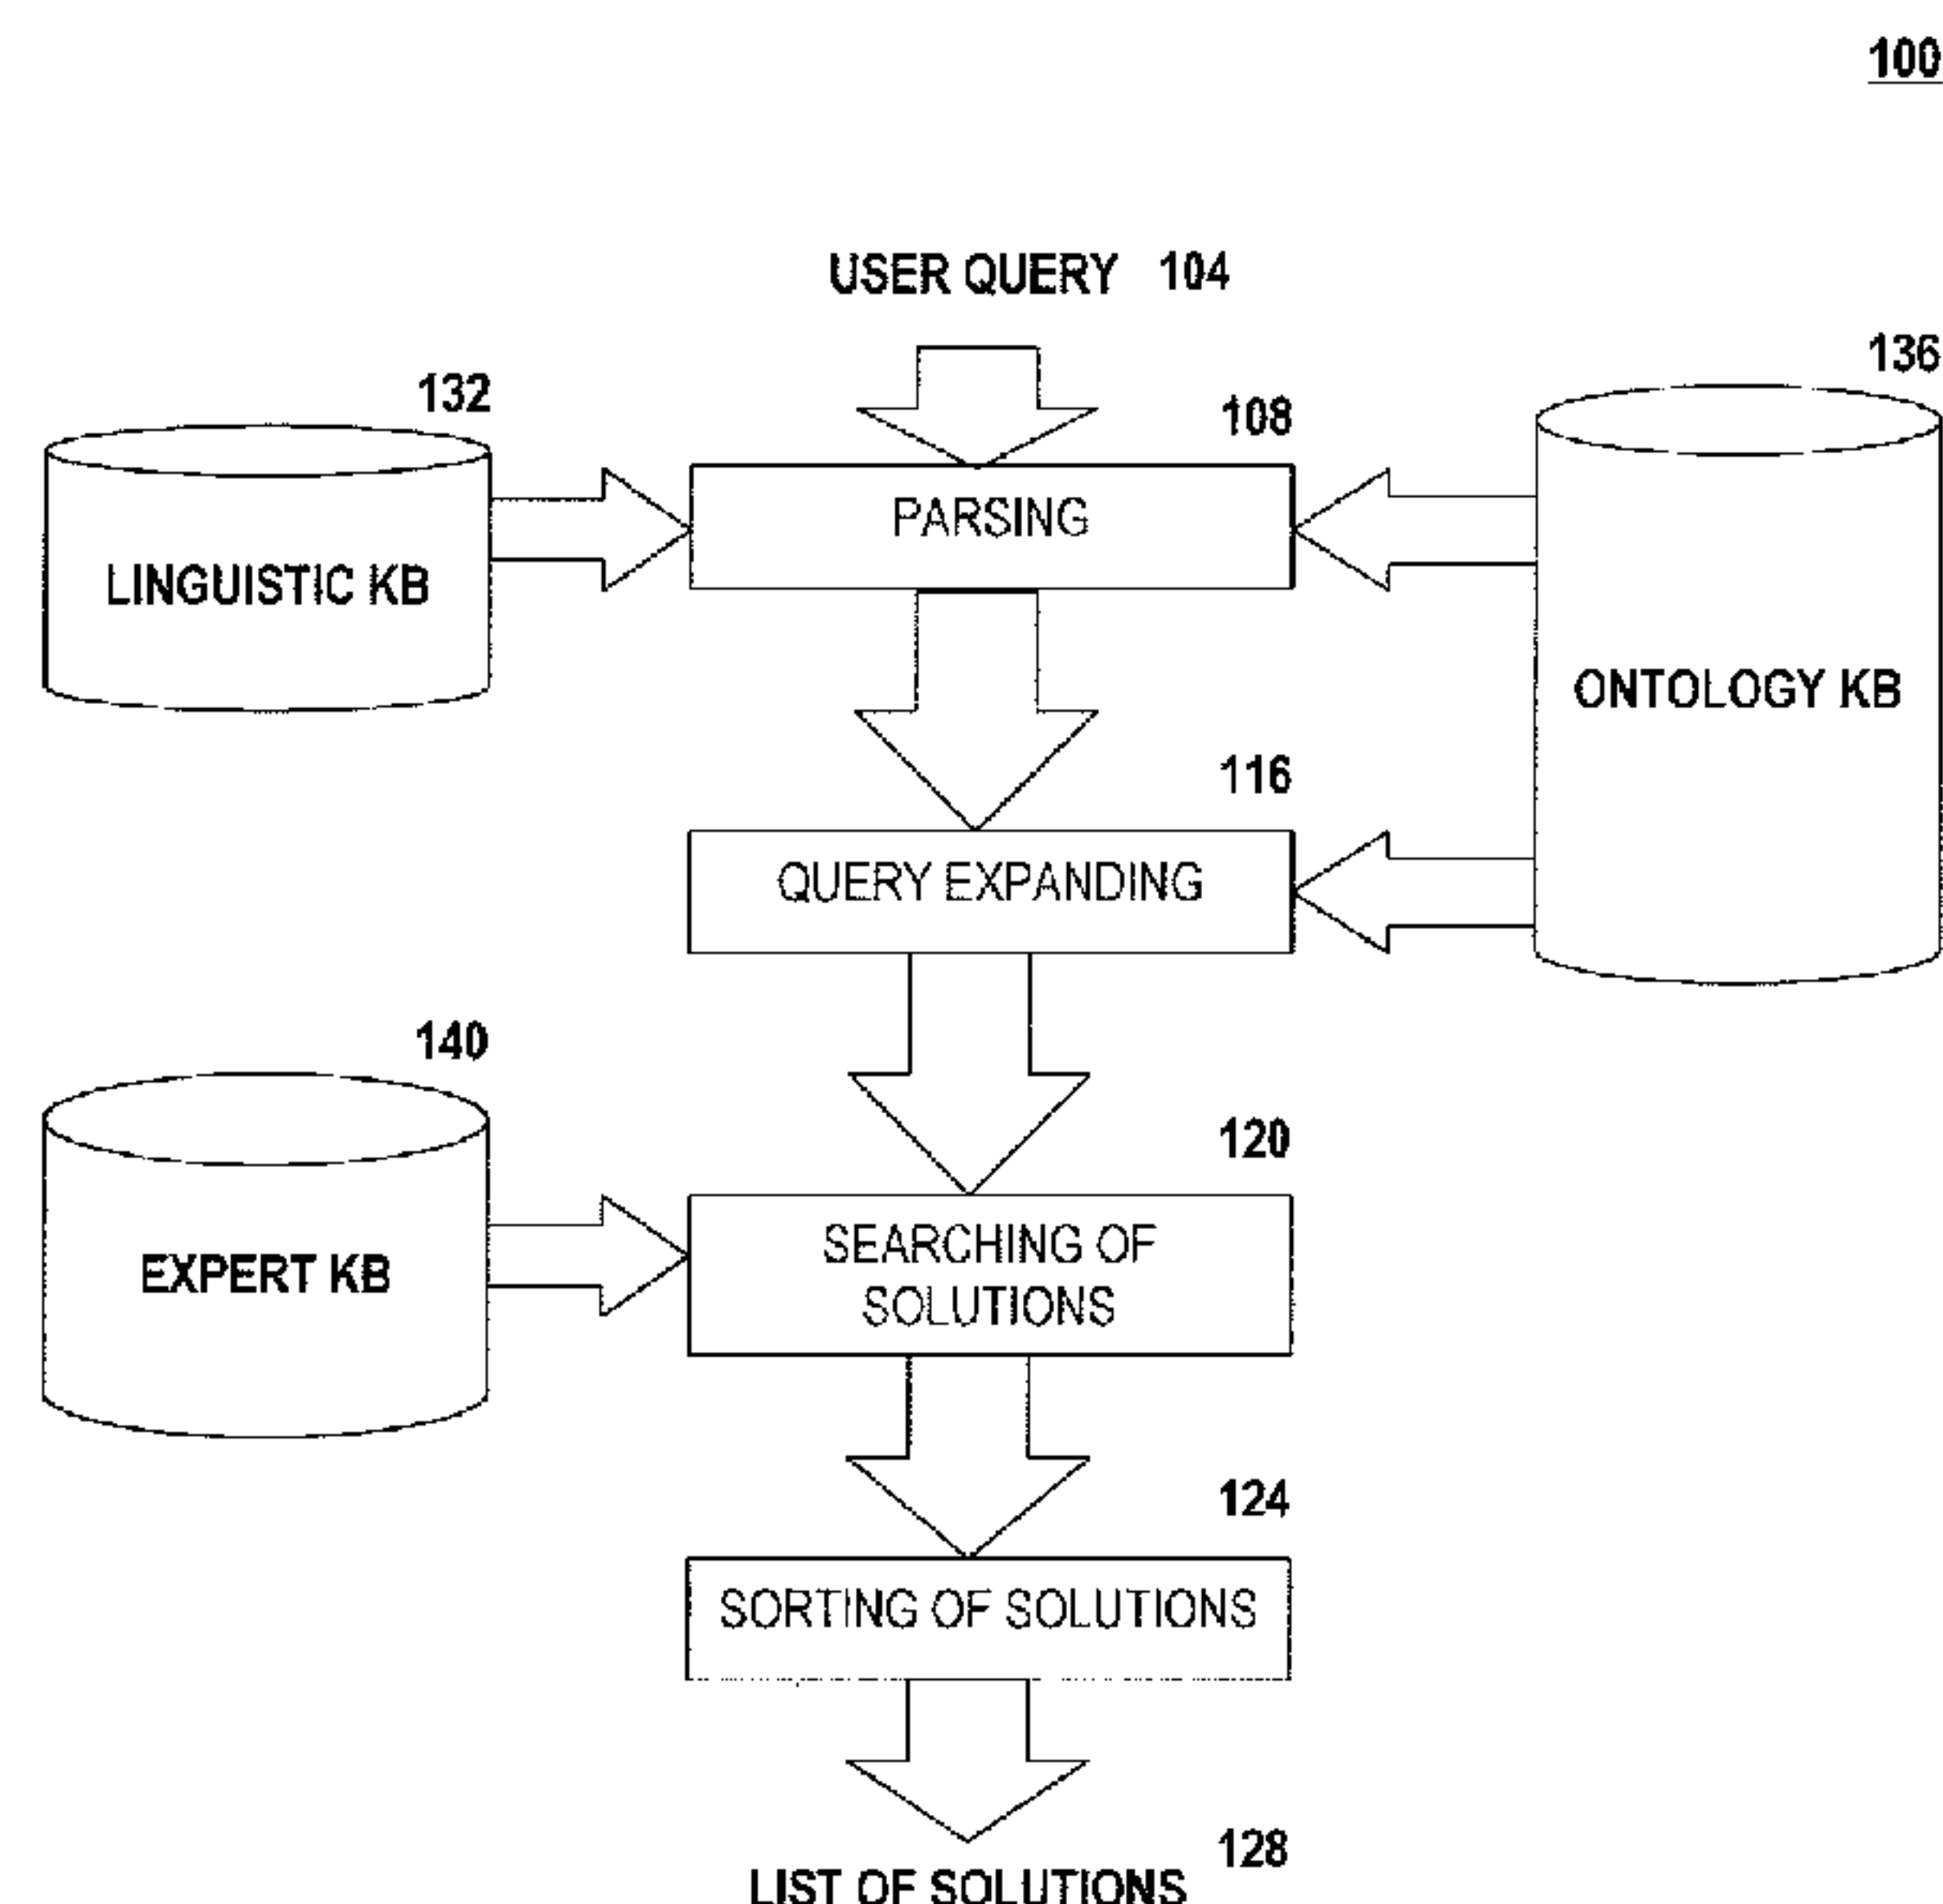 100
USER QUERY 104
136
132
108
PARSING
LINGUISTIC KB
ONTOLOGY KB
116
QUERY EXPANDING
140
120
SEARCHING OF
SOLUTIONS
EXPERT KB
124
SORTING OF SOLUTIONS
128
LIST OF SOLUTIONS